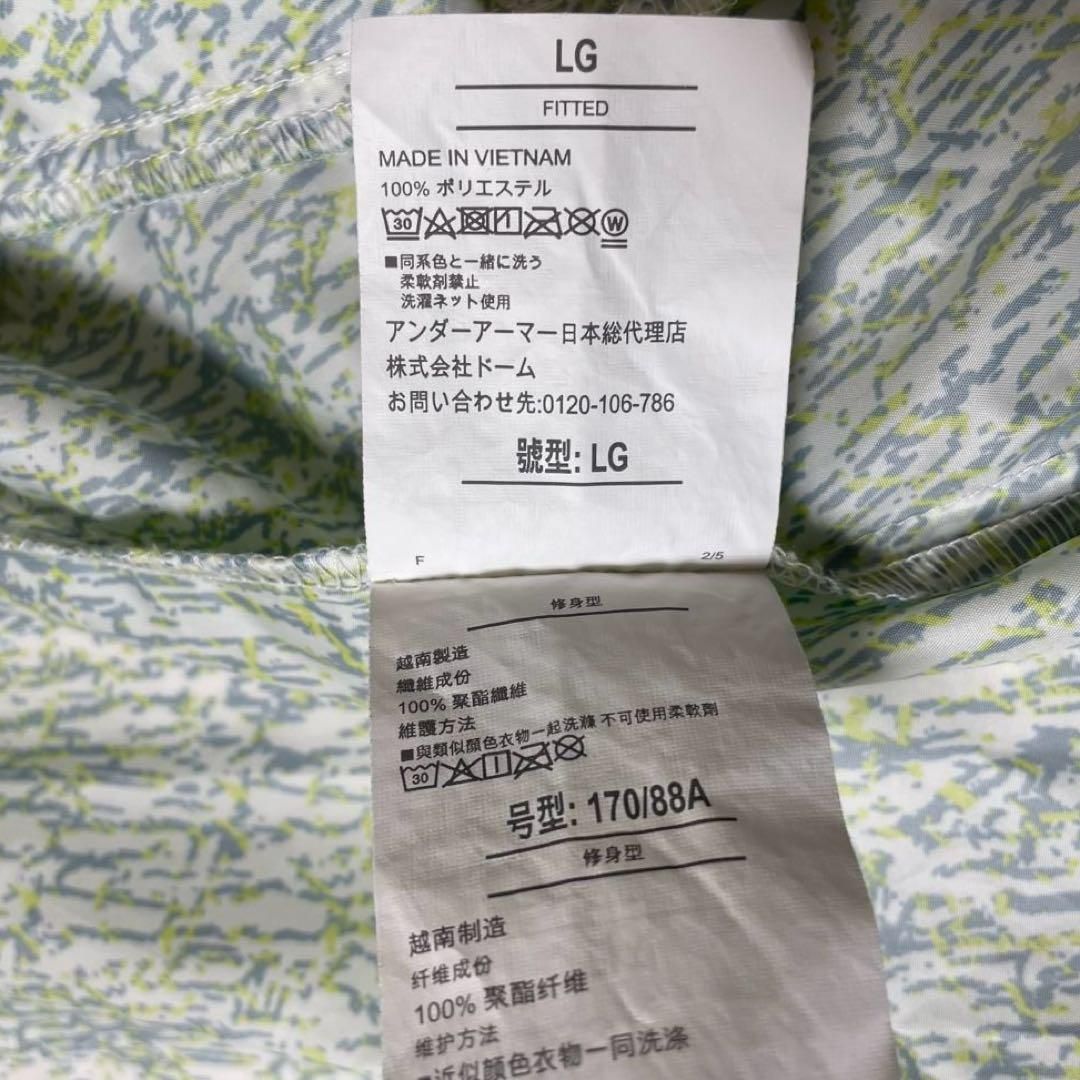 LG
FITTED
MADE IN VIETNAM
100% ポリエステル
30 W
■同系色と一緒に洗う
柔軟剤禁止
洗濯ネット使用
アンダーアーマー日本総代理店
株式会社ドーム
お問い合わせ先:0120-106-786
號型: LG
F 2/5
修身型
越南製造
纖維成份
100% 聚酯纖維
維護方法
■與類似顏色衣物一起洗滌 不可使用柔軟劑
30
号型: 170/88A
修身型
越南制造
纤维成份
100% 聚酯纤维
维护方法
■近似颜色衣物一同洗涤